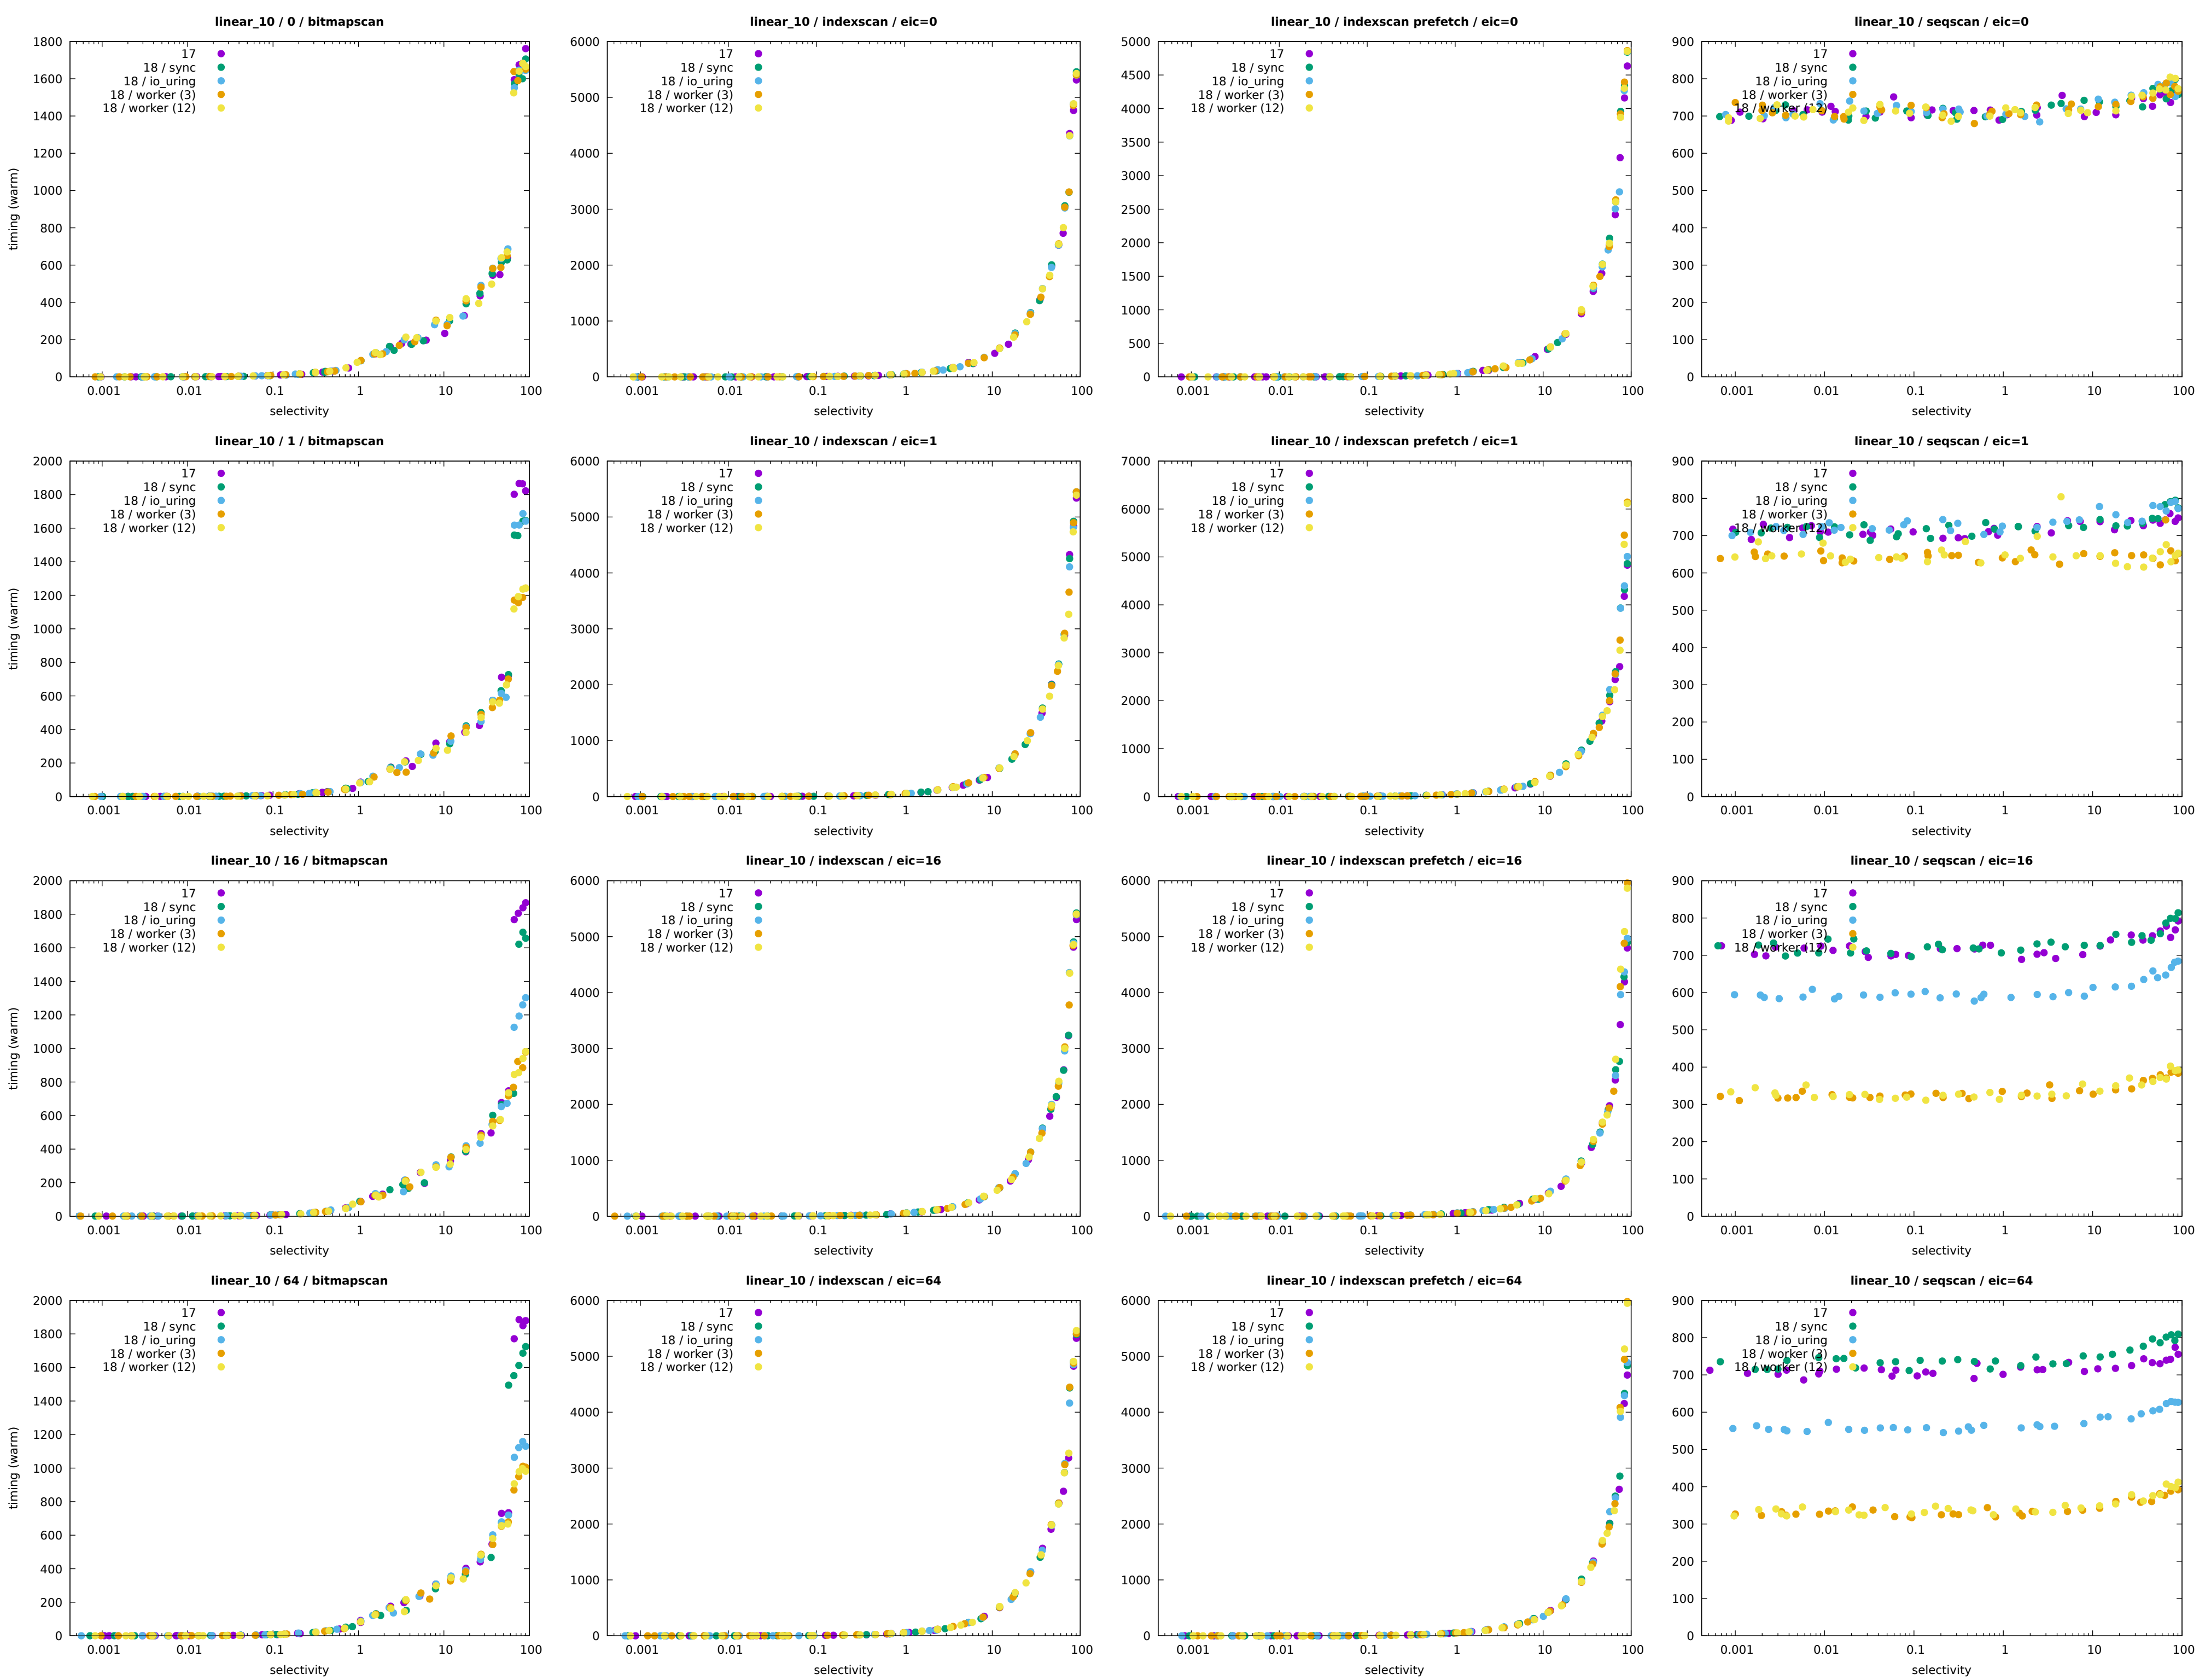 linear_10 / 0 / bitmapscan
17
18 / sync
18 / io_uring
18 / worker (3)
18 / worker (12)
timing (warm)
1800
1600
1400
1200
1000
800
600
400
200
0
0.001 0.01 0.1 1 10 100
selectivity
linear_10 / indexscan / eic=0
17
18 / sync
18 / io_uring
18 / worker (3)
18 / worker (12)
6000
5000
4000
3000
2000
1000
0
0.001 0.01 0.1 1 10 100
selectivity
linear_10 / indexscan prefetch / eic=0
17
18 / sync
18 / io_uring
18 / worker (3)
18 / worker (12)
5000
4500
4000
3500
3000
2500
2000
1500
1000
500
0
0.001 0.01 0.1 1 10 100
selectivity
linear_10 / seqscan / eic=0
17
18 / sync
18 / io_uring
18 / worker (3)
18 / worker (12)
900
800
700
600
500
400
300
200
100
0
0.001 0.01 0.1 1 10 100
selectivity
linear_10 / 1 / bitmapscan
17
18 / sync
18 / io_uring
18 / worker (3)
18 / worker (12)
timing (warm)
2000
1800
1600
1400
1200
1000
800
600
400
200
0
0.001 0.01 0.1 1 10 100
selectivity
linear_10 / indexscan / eic=1
17
18 / sync
18 / io_uring
18 / worker (3)
18 / worker (12)
6000
5000
4000
3000
2000
1000
0
0.001 0.01 0.1 1 10 100
selectivity
linear_10 / indexscan prefetch / eic=1
17
18 / sync
18 / io_uring
18 / worker (3)
18 / worker (12)
7000
6000
5000
4000
3000
2000
1000
0
0.001 0.01 0.1 1 10 100
selectivity
linear_10 / seqscan / eic=1
17
18 / sync
18 / io_uring
18 / worker (3)
18 / worker (12)
900
800
700
600
500
400
300
200
100
0
0.001 0.01 0.1 1 10 100
selectivity
linear_10 / 16 / bitmapscan
17
18 / sync
18 / io_uring
18 / worker (3)
18 / worker (12)
timing (warm)
2000
1800
1600
1400
1200
1000
800
600
400
200
0
0.001 0.01 0.1 1 10 100
selectivity
linear_10 / indexscan / eic=16
17
18 / sync
18 / io_uring
18 / worker (3)
18 / worker (12)
6000
5000
4000
3000
2000
1000
0
0.001 0.01 0.1 1 10 100
selectivity
linear_10 / indexscan prefetch / eic=16
17
18 / sync
18 / io_uring
18 / worker (3)
18 / worker (12)
6000
5000
4000
3000
2000
1000
0
0.001 0.01 0.1 1 10 100
selectivity
linear_10 / seqscan / eic=16
17
18 / sync
18 / io_uring
18 / worker (3)
18 / worker (12)
900
800
700
600
500
400
300
200
100
0
0.001 0.01 0.1 1 10 100
selectivity
linear_10 / 64 / bitmapscan
17
18 / sync
18 / io_uring
18 / worker (3)
18 / worker (12)
timing (warm)
2000
1800
1600
1400
1200
1000
800
600
400
200
0
0.001 0.01 0.1 1 10 100
selectivity
linear_10 / indexscan / eic=64
17
18 / sync
18 / io_uring
18 / worker (3)
18 / worker (12)
6000
5000
4000
3000
2000
1000
0
0.001 0.01 0.1 1 10 100
selectivity
linear_10 / indexscan prefetch / eic=64
17
18 / sync
18 / io_uring
18 / worker (3)
18 / worker (12)
6000
5000
4000
3000
2000
1000
0
0.001 0.01 0.1 1 10 100
selectivity
linear_10 / seqscan / eic=64
17
18 / sync
18 / io_uring
18 / worker (3)
18 / worker (12)
900
800
700
600
500
400
300
200
100
0
0.001 0.01 0.1 1 10 100
selectivity